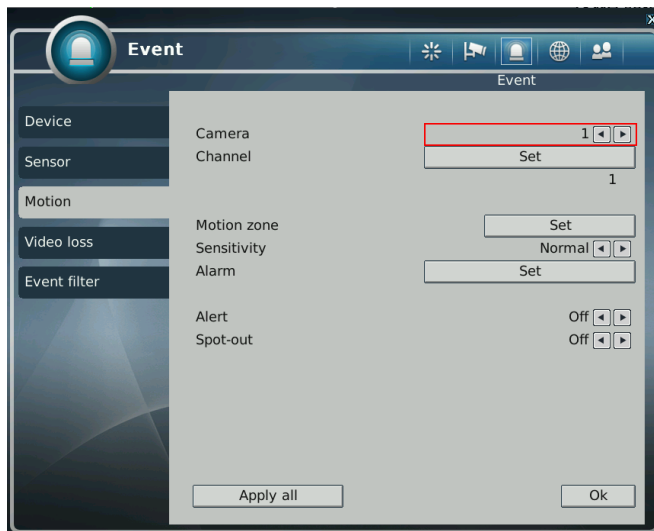 Event
Event
Device
Sensor
Motion
Video loss
Event filter
Camera 1
Channel Set
1
Motion zone Set
Sensitivity Normal
Alarm Set
Alert Off
Spot-out Off
Apply all Ok